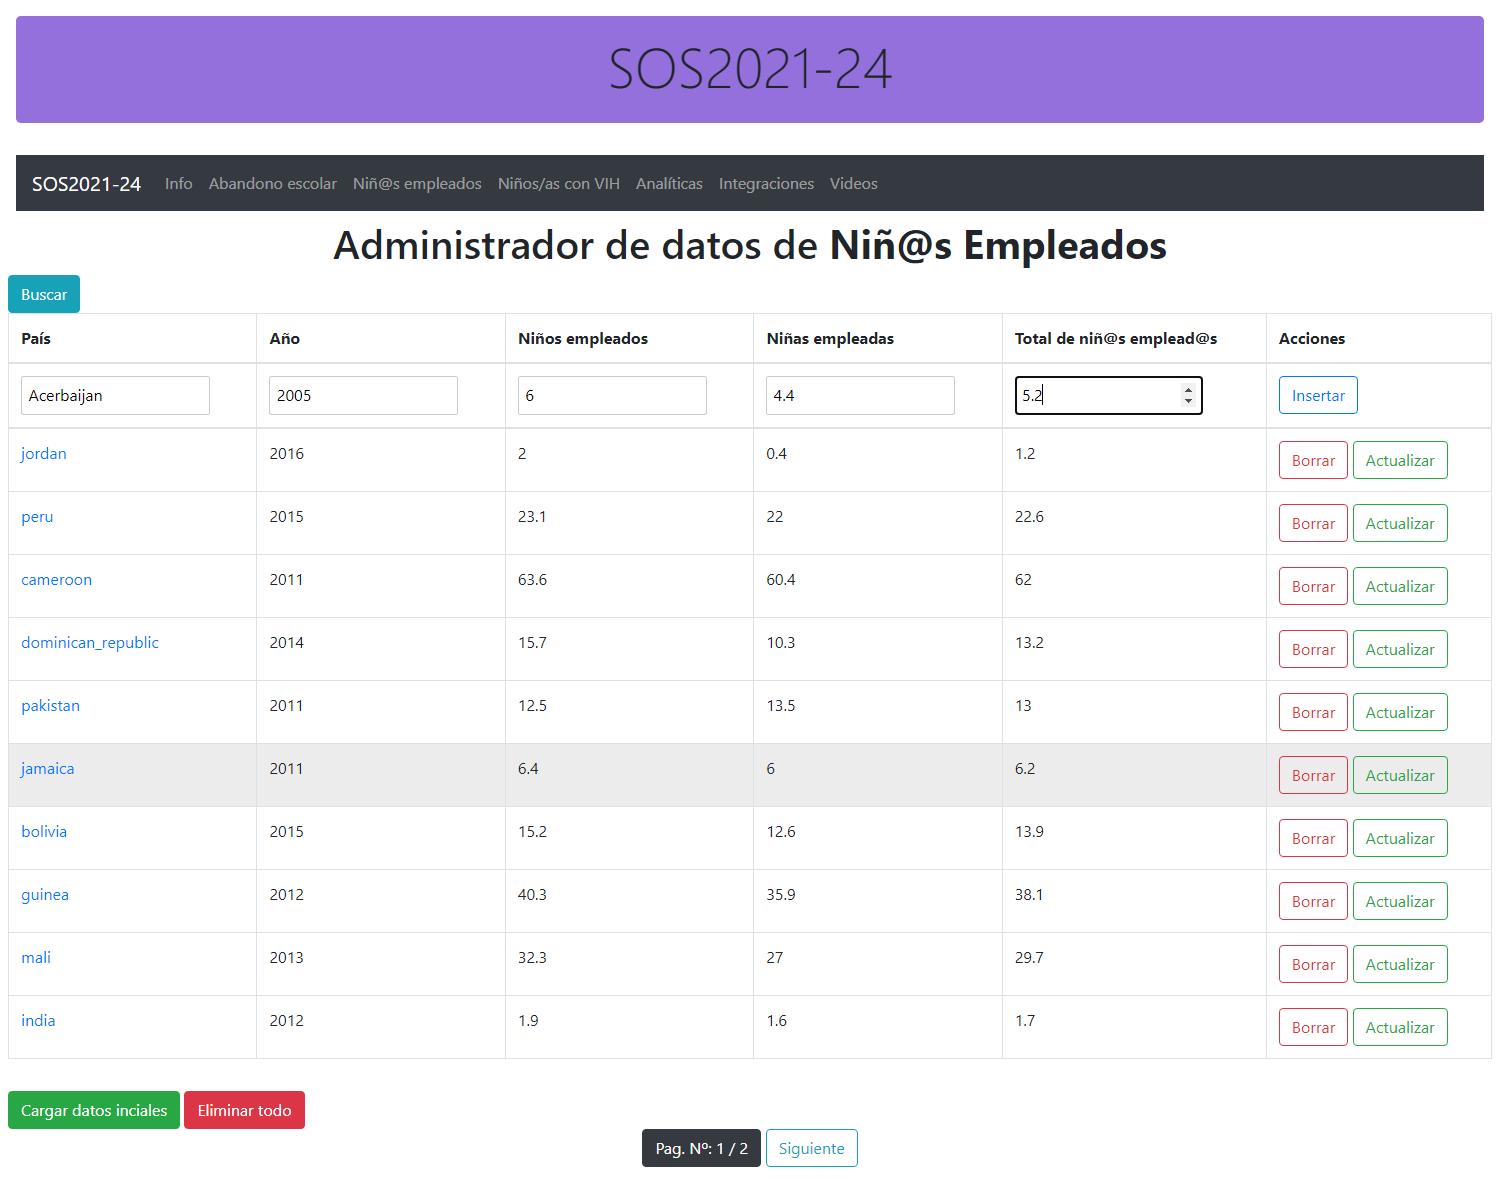 SOS2021-24
SOS2021-24 Info Abandono escolar Niñ@s empleados Niños/as con VIH Analíticas Integraciones Videos
Administrador de datos de Niñ@s Empleados
Buscar
País Año Niños empleados Niñas empleadas Total de niñ@s emplead@s Acciones
Acerbaijan 2005 6 4.4 5.2 Insertar
jordan 2016 2 0.4 1.2 Borrar Actualizar
peru 2015 23.1 22 22.6 Borrar Actualizar
cameroon 2011 63.6 60.4 62 Borrar Actualizar
dominican_republic 2014 15.7 10.3 13.2 Borrar Actualizar
pakistan 2011 12.5 13.5 13 Borrar Actualizar
jamaica 2011 6.4 6 6.2 Borrar Actualizar
bolivia 2015 15.2 12.6 13.9 Borrar Actualizar
guinea 2012 40.3 35.9 38.1 Borrar Actualizar
mali 2013 32.3 27 29.7 Borrar Actualizar
india 2012 1.9 1.6 1.7 Borrar Actualizar
Cargar datos inciales Eliminar todo
Pag. Nº: 1 / 2 Siguiente